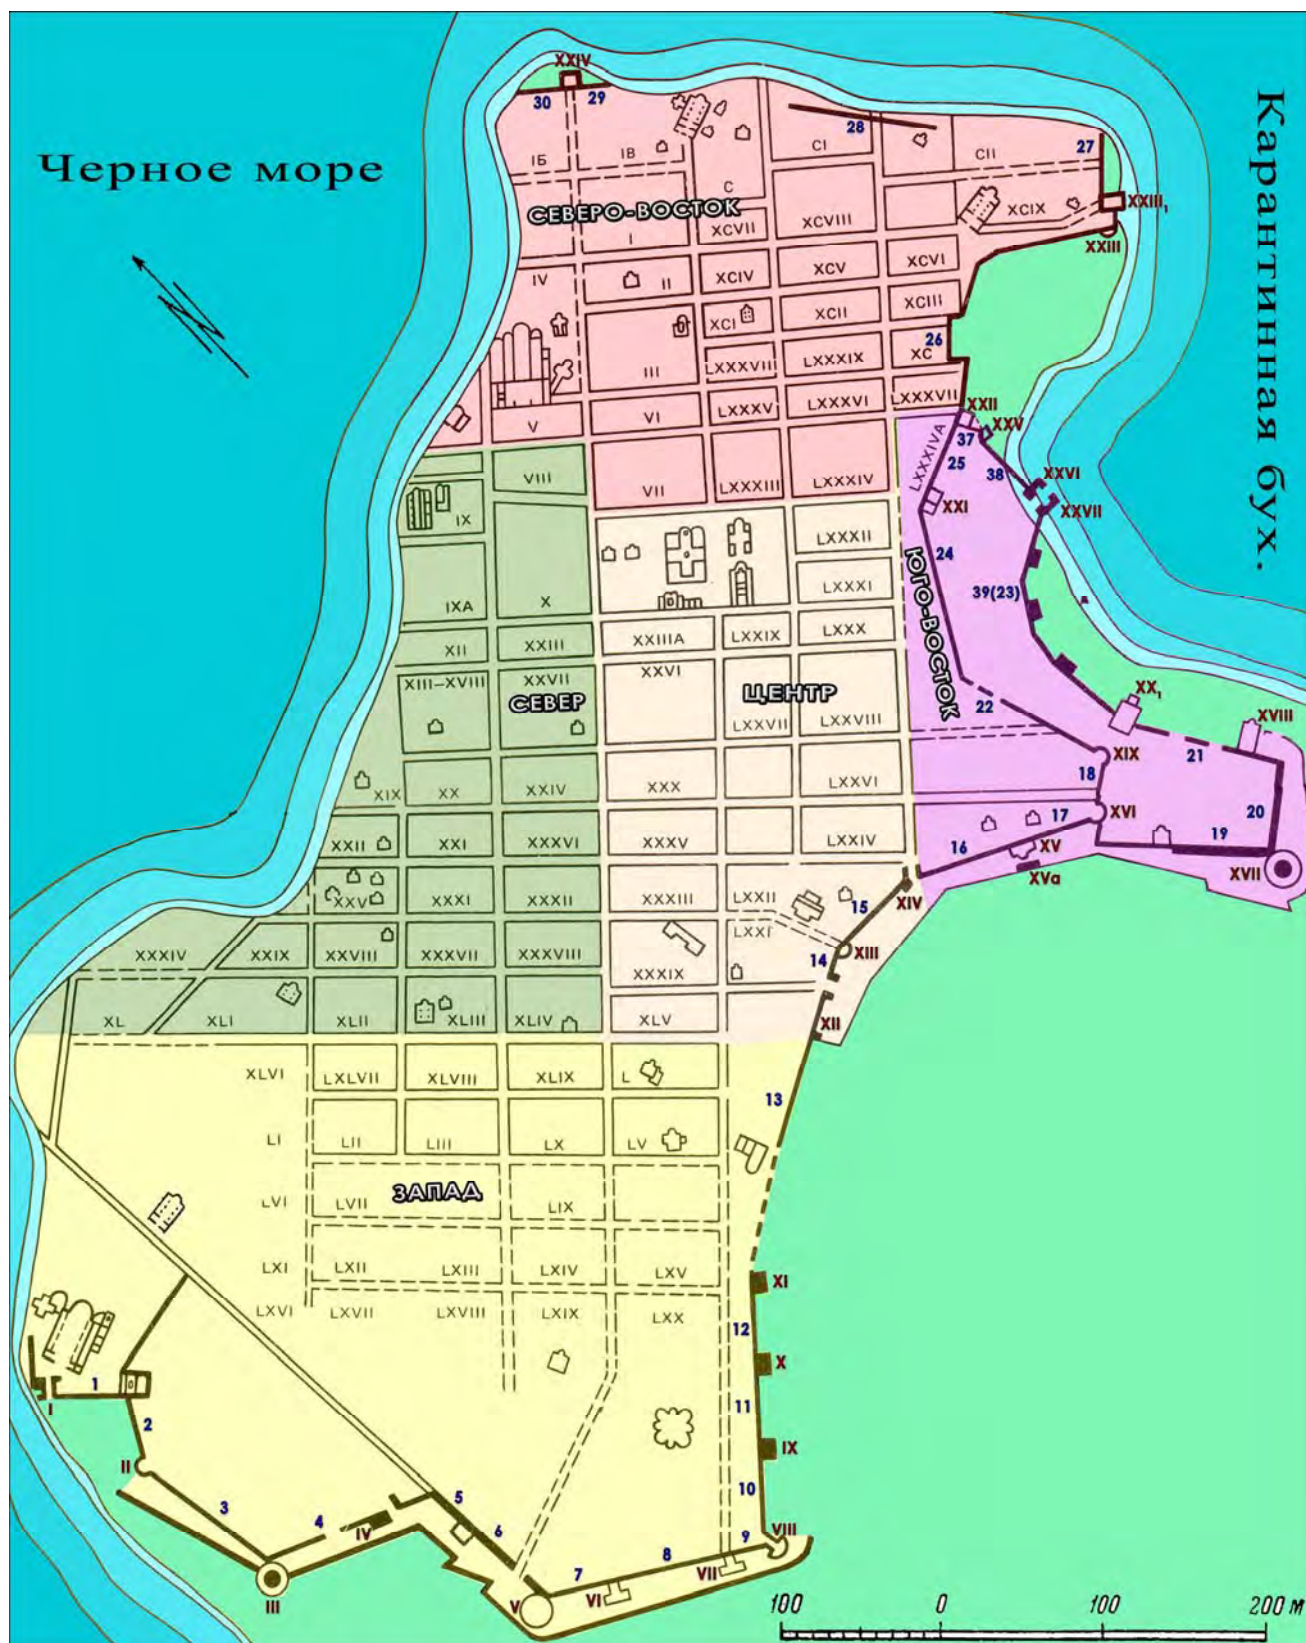 XXIV
30
29
28
27
IБ
IВ
CI
CII
C
Черное море
Карантинная бух.
СЕВЕРО-ВОСТОК
XCIX
XXIII₁
XXIII
I
XCVII
XCVIII
IV
II
XCIV
XCV
XCVI
XCI
XCII
XCIII
26
III
LXXXVII
LXXXIX
XC
V
VI
LXXXV
LXXXVI
LXXXVII
XXII
XXV
37
LXXXIVA
25
38
VIII
VII
LXXXIII
LXXXIV
XXVI
IX
XXI
XXVII
LXXXII
24
ЮГО-ВОСТОК
IXA
X
LXXXI
39(23)
XII
XXIII
XXIIIA
LXXIX
LXXX
XIII-XVIII
XXVII
XXVI
СЕВЕР
ЦЕНТР
LXXVII
LXXVIII
22
XX₁
XVIII
XIX
21
XIX
XX
XXIV
XXX
LXXVI
18
XVI
20
17
XXII
XXI
XXXVI
XXXV
LXXIV
16
XV
19
XVa
XVII
XXV
XXXI
XXXII
XXXIII
LXXII
15
XIV
LXXI
XXXIV
XXIX
XXVIII
XXXVII
XXXVIII
XXXIX
14
XIII
XL
XLI
XLII
XLIII
XLIV
XLV
XII
XLVI
LXLVII
XLVIII
XLIX
L
13
LI
LII
LIII
LX
LV
ЗАПАД
LVI
LVII
LIX
LXI
LXII
LXIII
LXIV
LXV
XI
LXVI
LXVII
LXVIII
LXIX
LXX
12
X
1
I
11
2
IX
II
10
3
4
5
IV
6
9
VIII
8
7
VII
VI
III
V
100
0
100
200 м